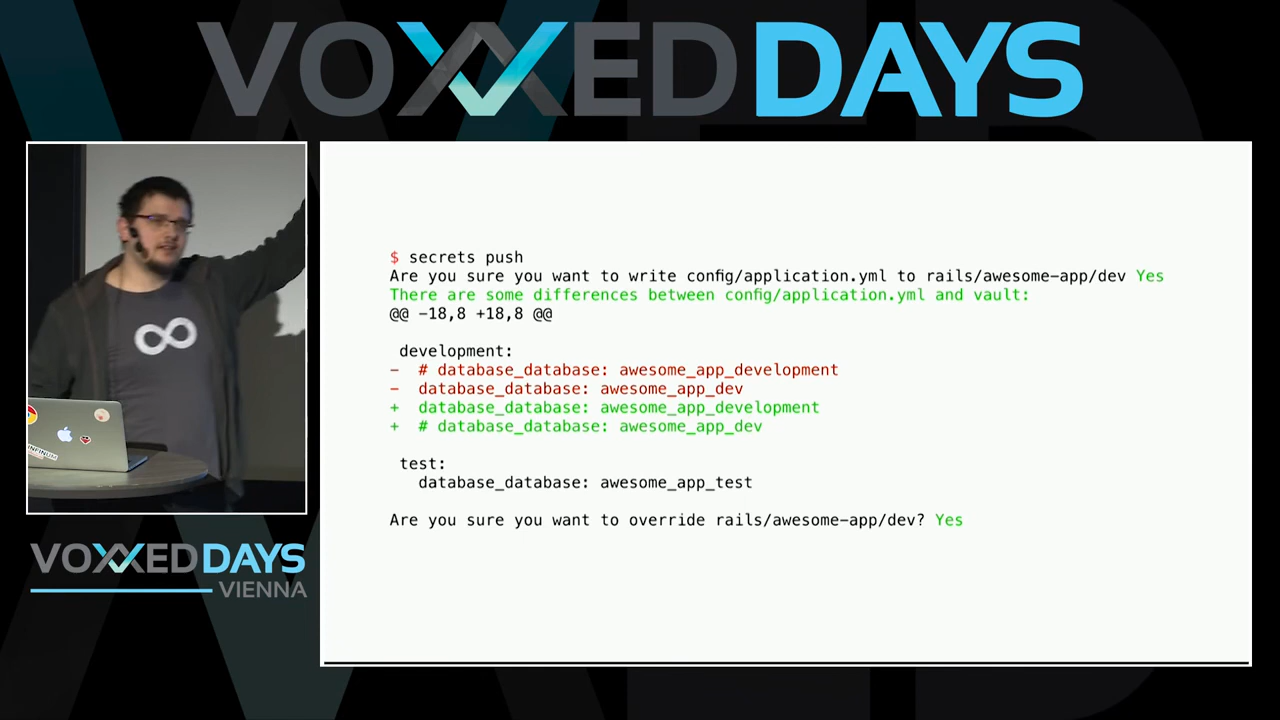 VOXXED DAYS
$ secrets push
Are you sure you want to write config/application.yml to rails/awesome-app/dev Yes
There are some differences between config/application.yml and vault:
@@ -18,8 +18,8 @@
development:
-  # database_database: awesome_app_development
-  database_database: awesome_app_dev
+  database_database: awesome_app_development
+  # database_database: awesome_app_dev
test:
database_database: awesome_app_test
Are you sure you want to override rails/awesome-app/dev? Yes
INFINUM
VOXXED DAYS
VIENNA